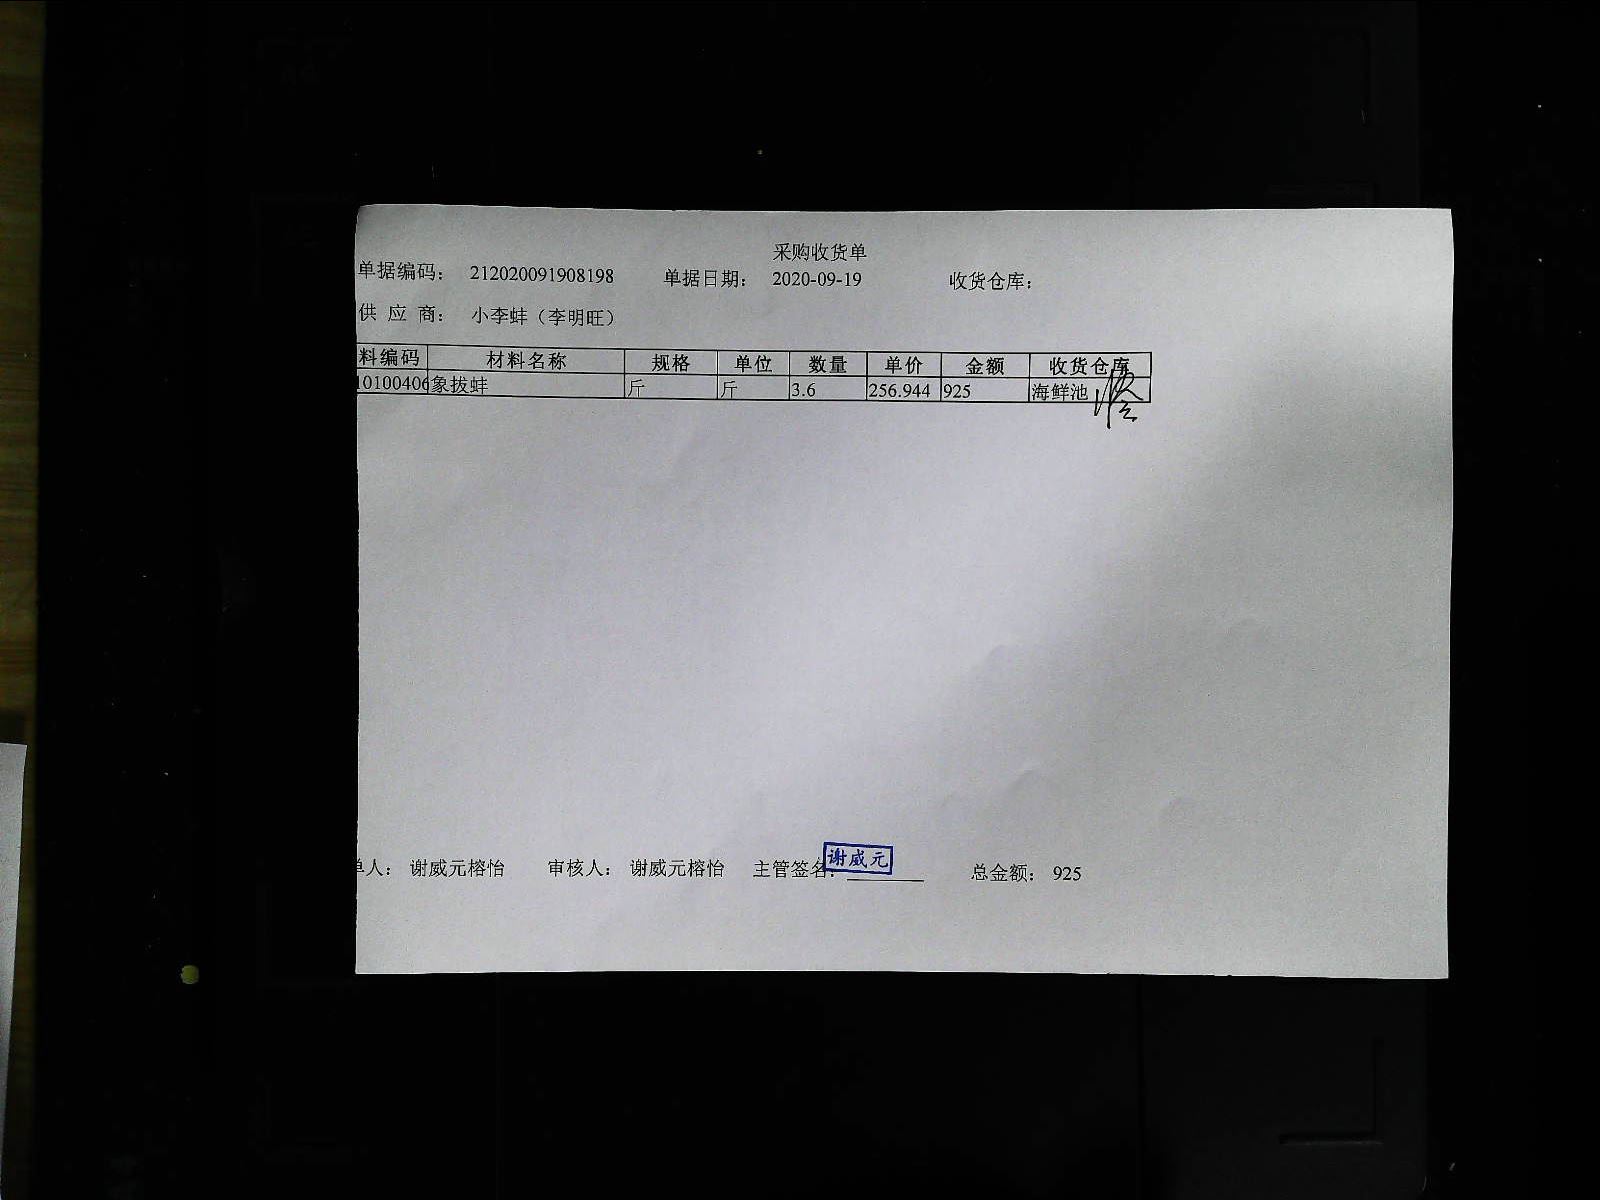 采购收货单
单据编码： 212020091908198 单据日期： 2020-09-19 收货仓库：
供 应 商： 小李蚌（李明旺）
料编码 材料名称 规格 单位 数量 单价 金额 收货仓库
10100406 象拔蚌 斤 斤 3.6 256.944 925 海鲜池
单人： 谢威元榕怡 审核人： 谢威元榕怡 主管签名： 谢威元 总金额： 925